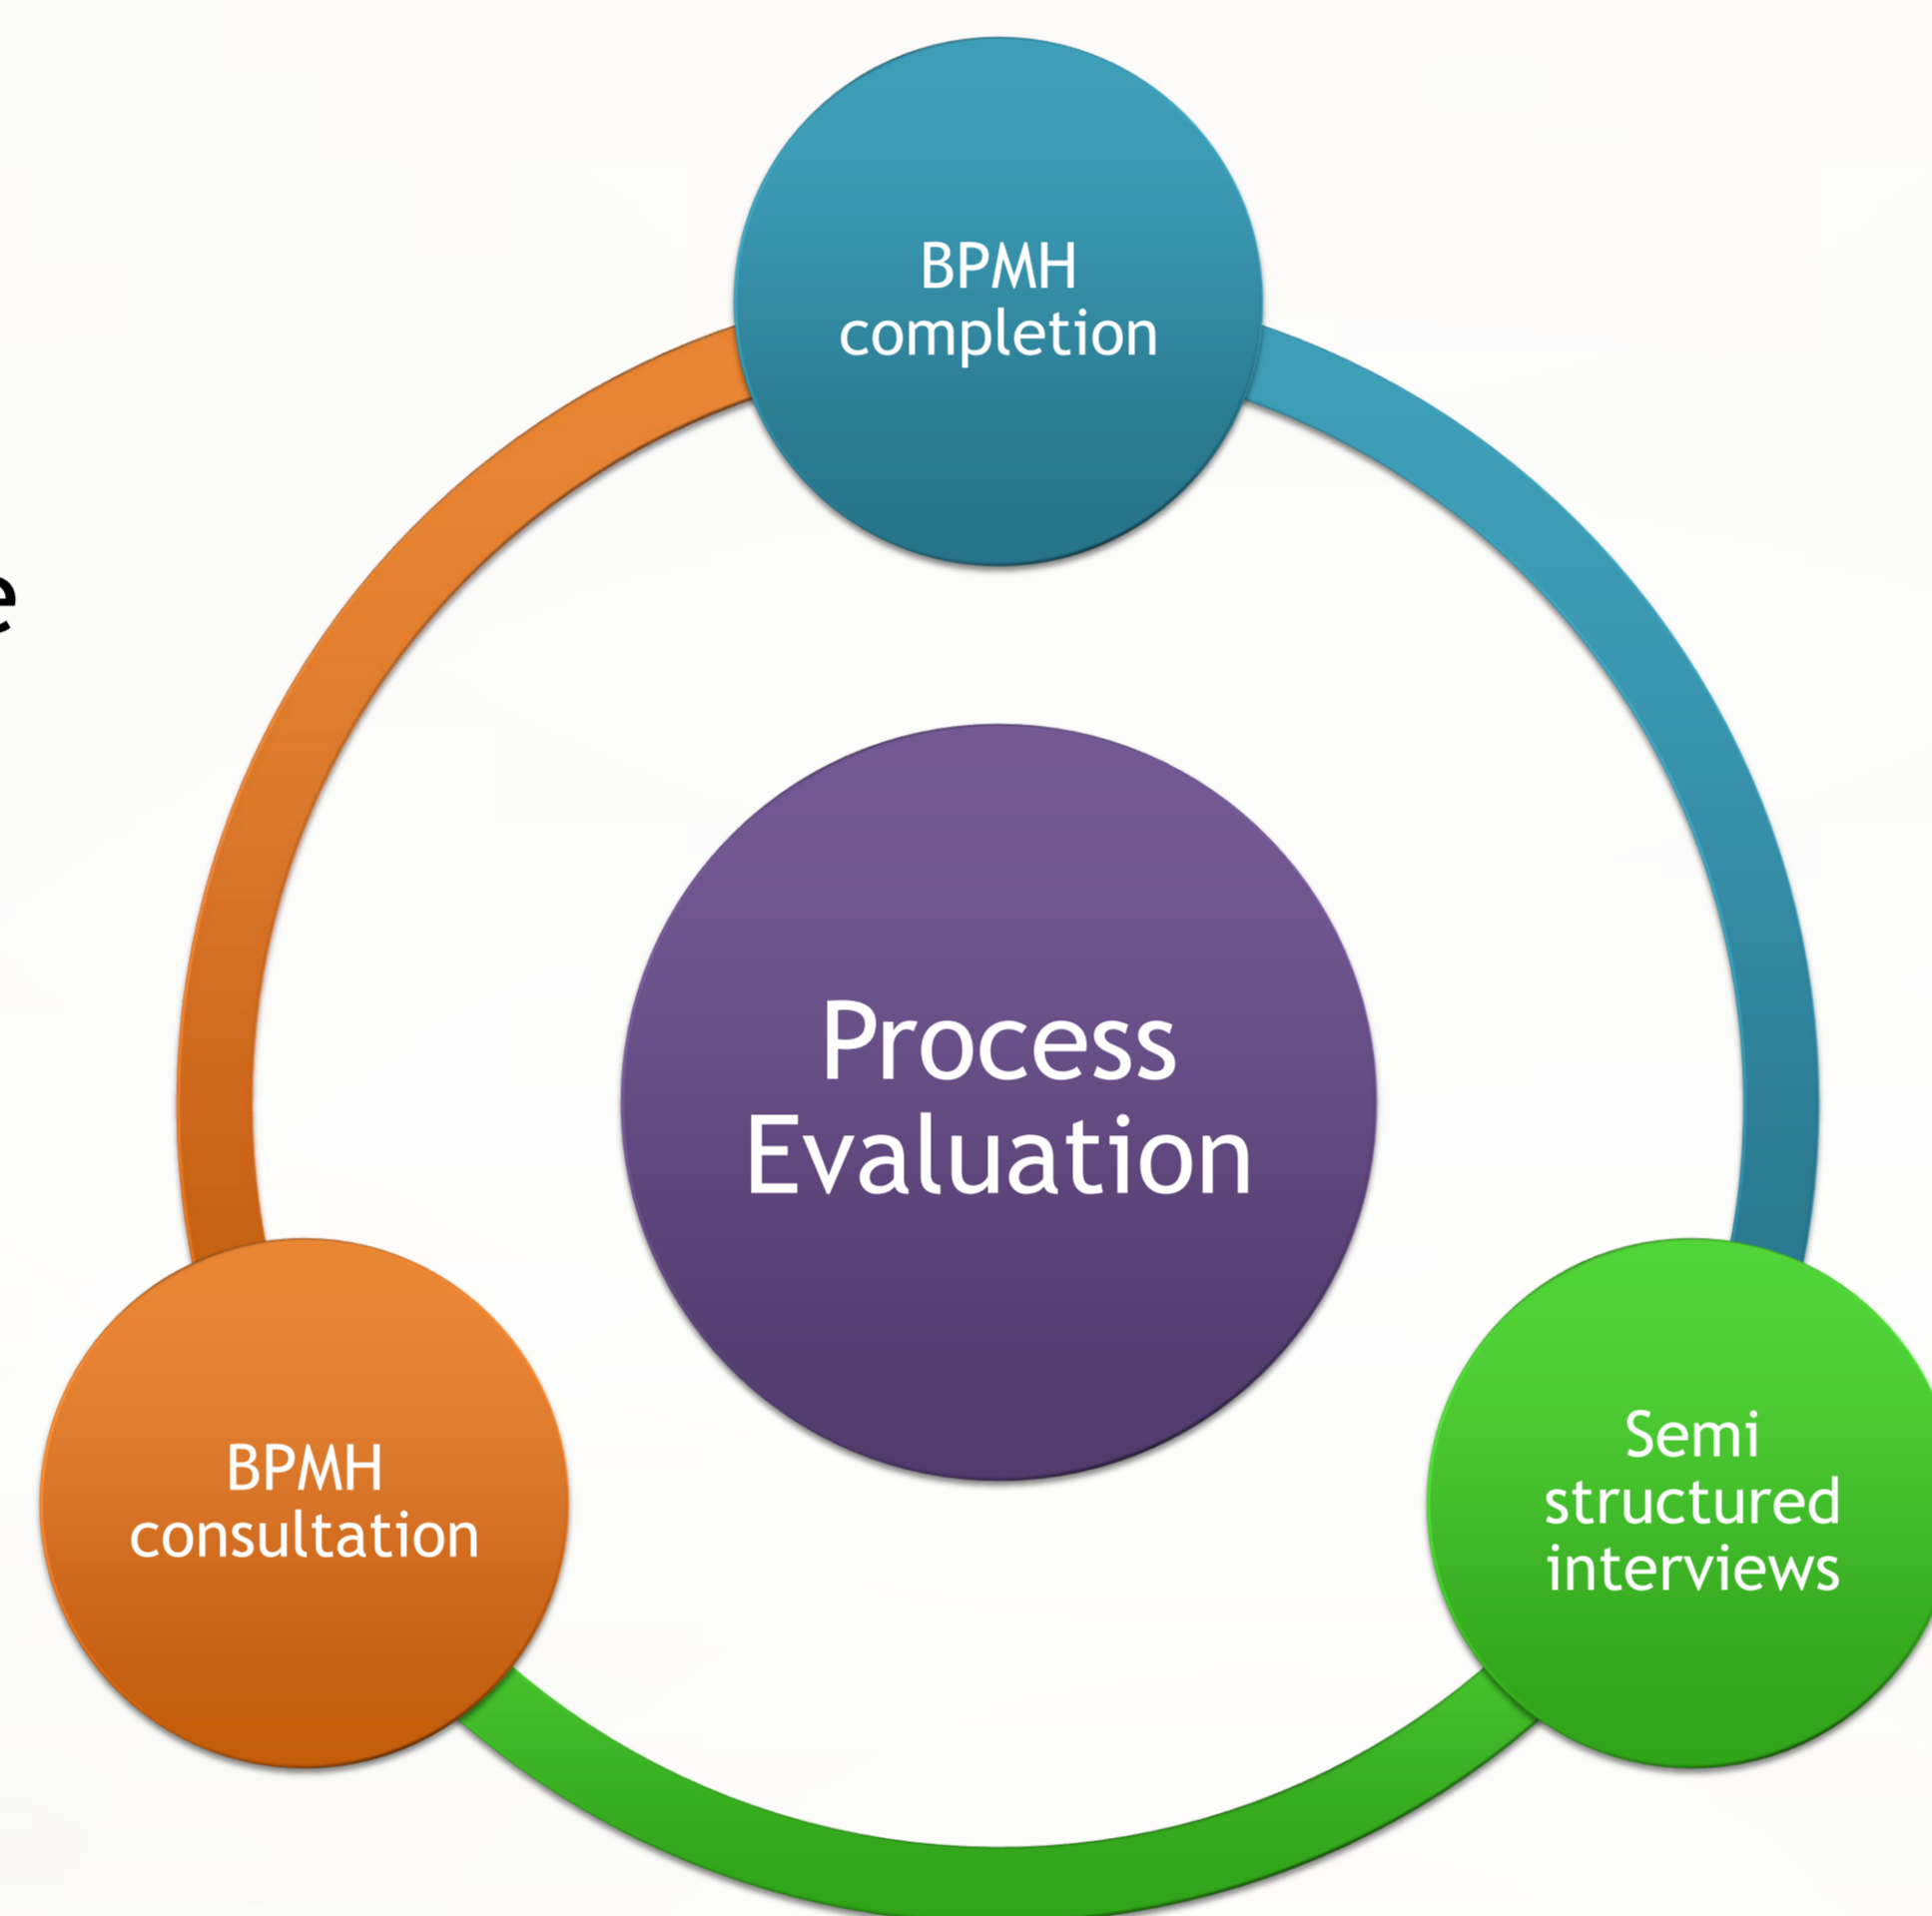 BPMH
completion
e
Process
Evaluation
BPMH
consultation
Semi
structured
interviews